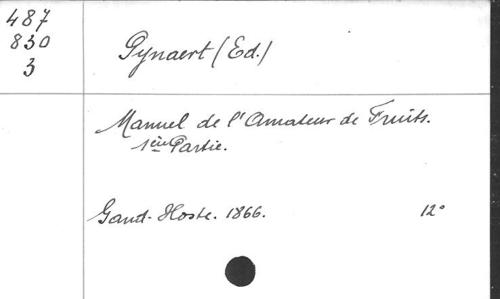 487
830
3
Pynaert (Ed.)
Manuel de l'Amateur de Fruits.
1ère Partie.
Gand. Hoste. 1866. 12°